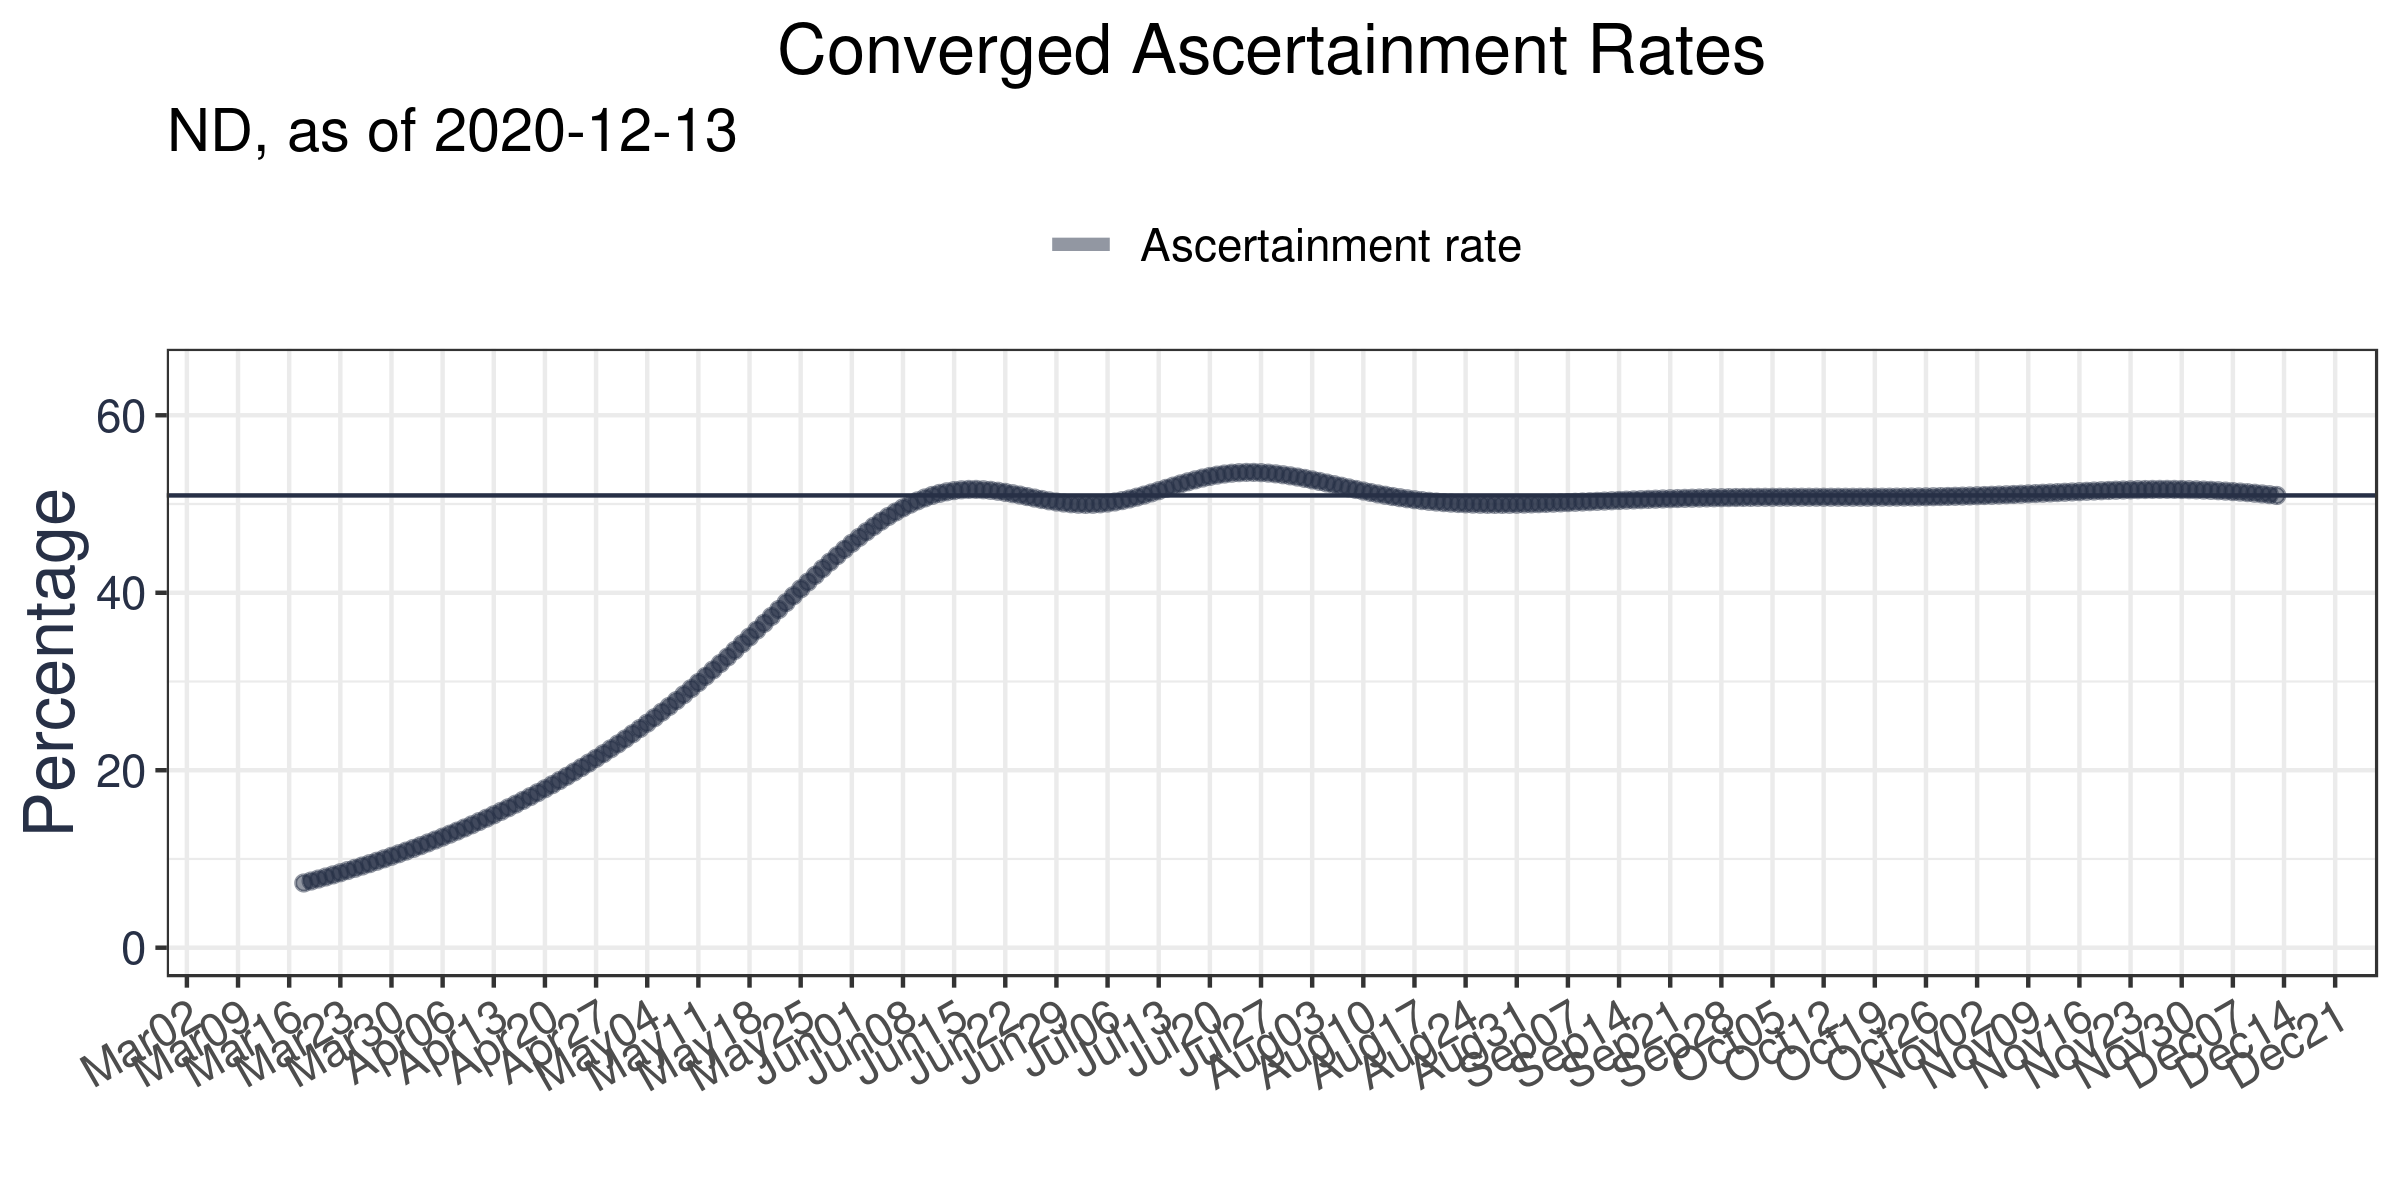 Converged Ascertainment Rates
ND, as of 2020-12-13
Ascertainment rate
Percentage
60
40
20
0
Mar02 Mar09 Mar16 Mar23 Mar30 Apr06 Apr13 Apr20 Apr27 May04 May11 May18 May25 Jun01 Jun08 Jun15 Jun22 Jun29 Jul06 Jul13 Jul20 Jul27 Aug03 Aug10 Aug17 Aug24 Aug31 Sep07 Sep14 Sep21 Sep28 Oct05 Oct12 Oct19 Oct26 Nov02 Nov09 Nov16 Nov23 Nov30 Dec07 Dec14 Dec21